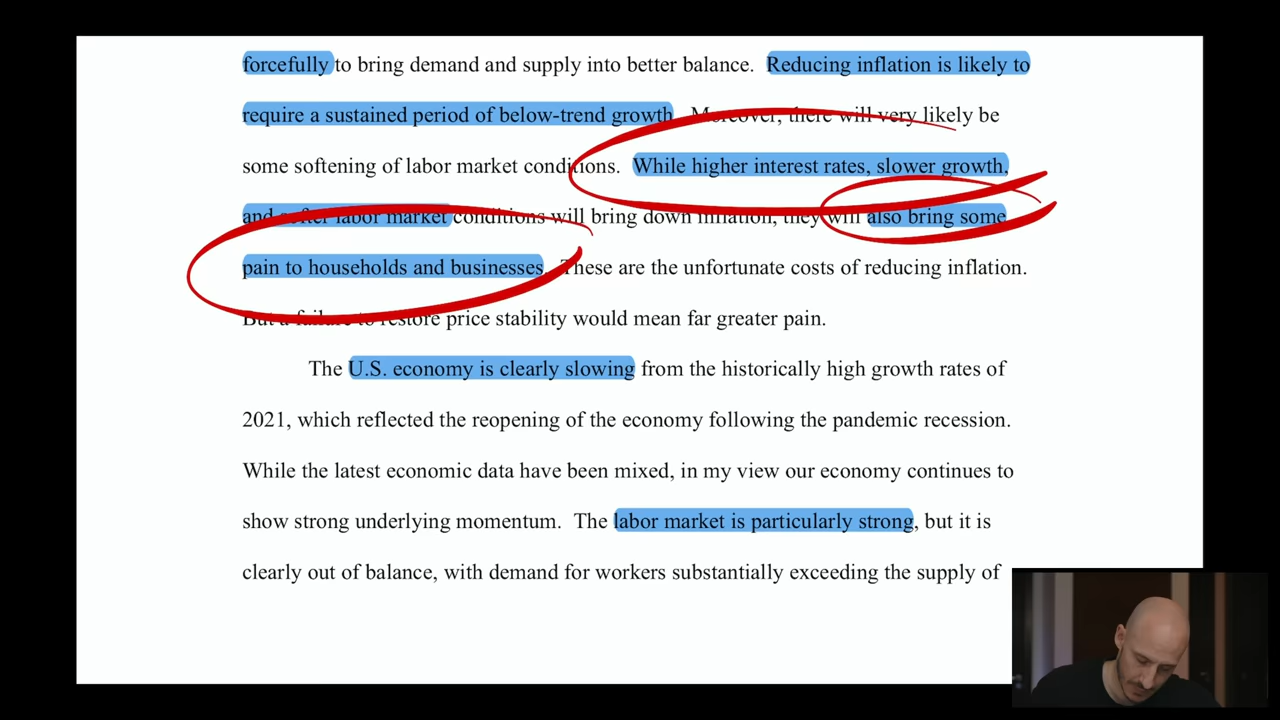 forcefully to bring demand and supply into better balance. Reducing inflation is likely to
require a sustained period of below-trend growth. Moreover, there will very likely be
some softening of labor market conditions. While higher interest rates, slower growth,
and softer labor market conditions will bring down inflation, they will also bring some
pain to households and businesses. These are the unfortunate costs of reducing inflation.
But a failure to restore price stability would mean far greater pain.
The U.S. economy is clearly slowing from the historically high growth rates of
2021, which reflected the reopening of the economy following the pandemic recession.
While the latest economic data have been mixed, in my view our economy continues to
show strong underlying momentum. The labor market is particularly strong, but it is
clearly out of balance, with demand for workers substantially exceeding the supply of